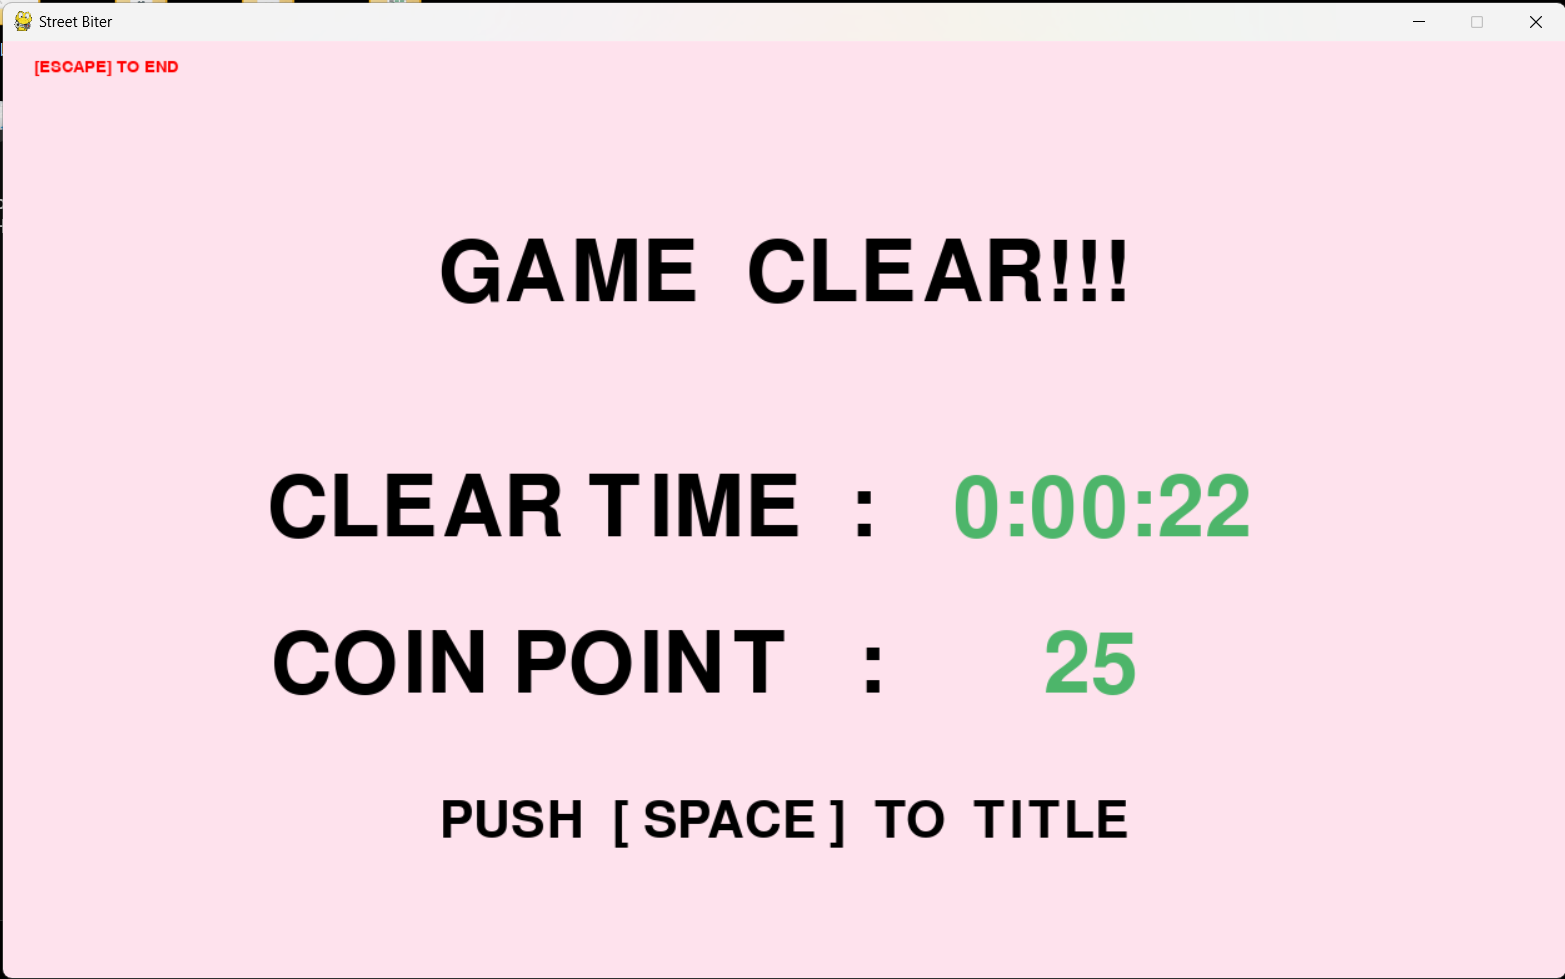 Street Biter
[ESCAPE] TO END
GAME CLEAR!!!
CLEAR TIME : 0:00:22
COIN POINT : 25
PUSH [ SPACE ] TO TITLE